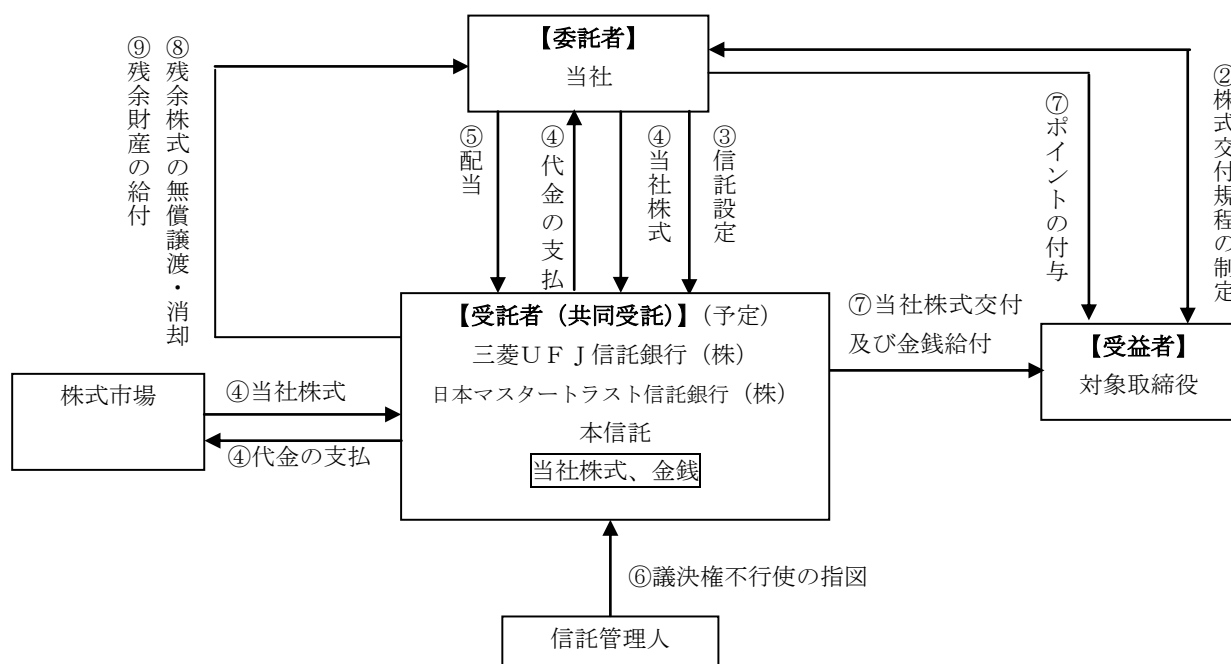 【委託者】
当社
⑨残余財産の給付
⑧残余株式の無償譲渡・消却
⑤配当
④代金の支払
④当社株式
③信託設定
⑦ポイントの付与
②株式交付規程の制定
【受託者（共同受託）】(予定)
三菱ＵＦＪ信託銀行（株）
日本マスタートラスト信託銀行（株）
本信託
当社株式、金銭
⑦当社株式交付
及び金銭給付
【受益者】
対象取締役
株式市場
④当社株式
④代金の支払
⑥議決権不行使の指図
信託管理人